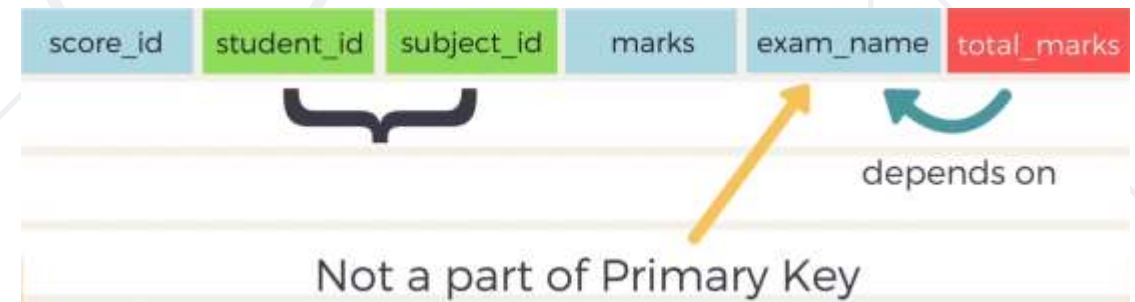 score_id student_id subject_id marks exam_name total_marks
depends on
Not a part of Primary Key